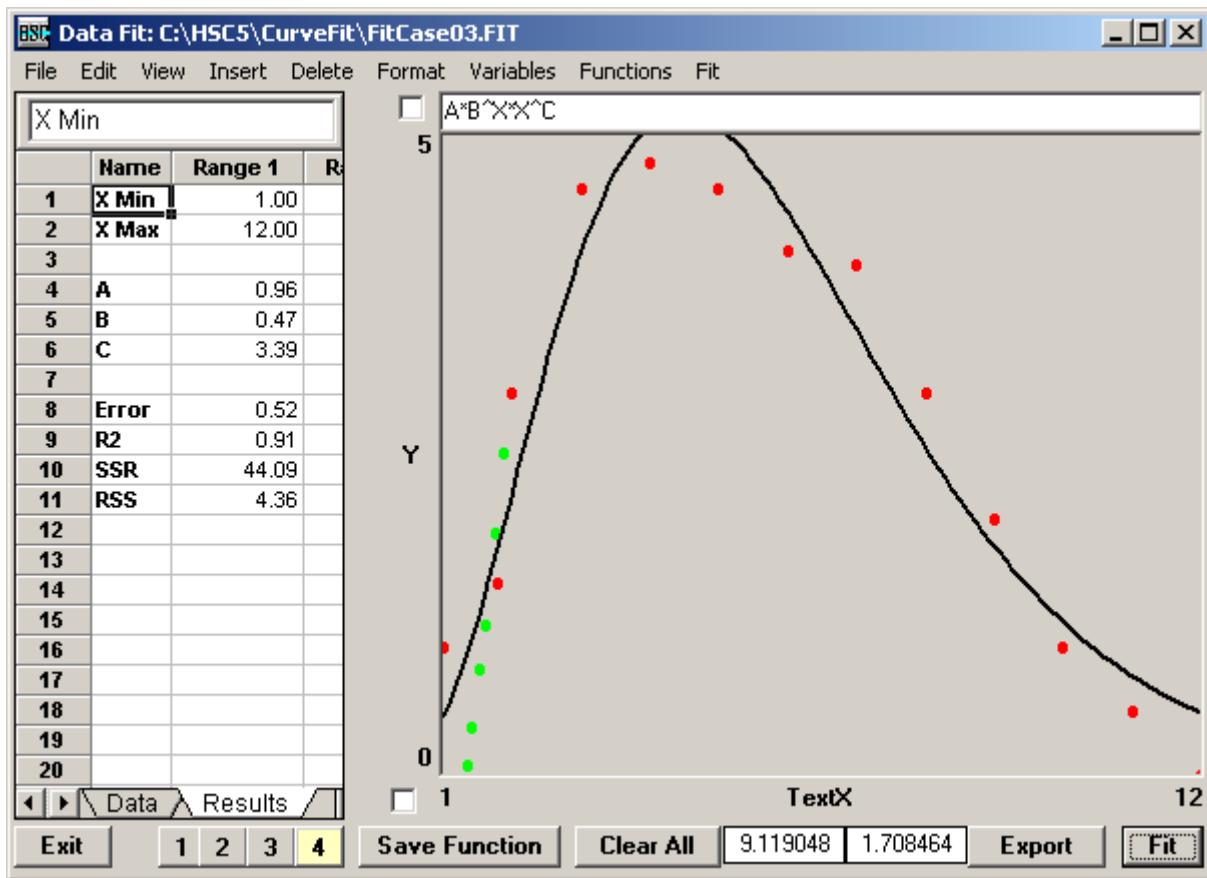 HSC Data Fit: C:\HSC5\CurveFit\FitCase03.FIT
File Edit View Insert Delete Format Variables Functions Fit
X Min
Name Range 1
1 X Min 1.00
2 X Max 12.00
3
4 A 0.96
5 B 0.47
6 C 3.39
7
8 Error 0.52
9 R2 0.91
10 SSR 44.09
11 RSS 4.36
12
13
14
15
16
17
18
19
20
Data Results
A*B^X*X^C
5
Y
0
1 TextX 12
Exit 1 2 3 4 Save Function Clear All 9.119048 1.708464 Export Fit